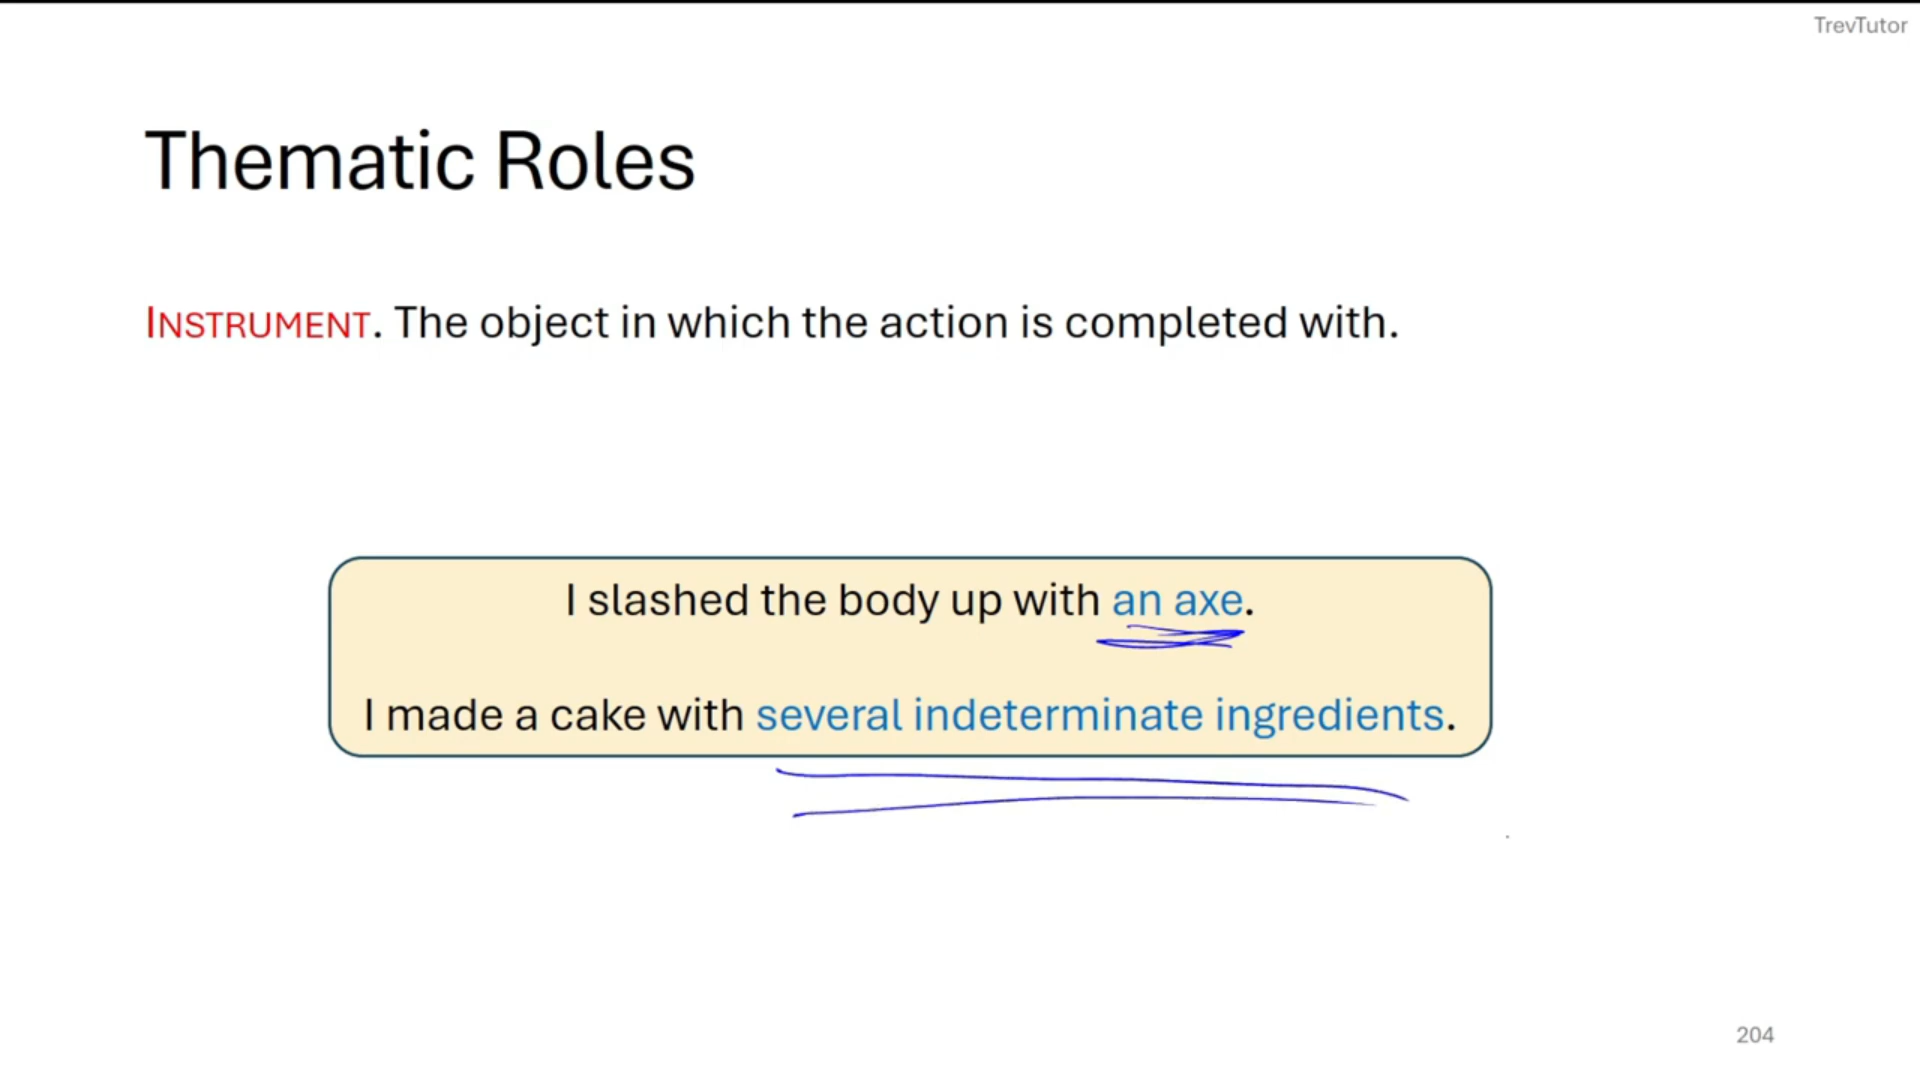 TrevTutor
Thematic Roles
INSTRUMENT. The object in which the action is completed with.
I slashed the body up with an axe.
I made a cake with several indeterminate ingredients.
204